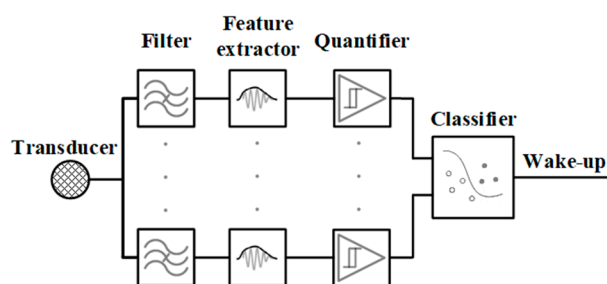 Feature
Filter
extractor
Quantifier
Classifier
Transducer
Wake-up